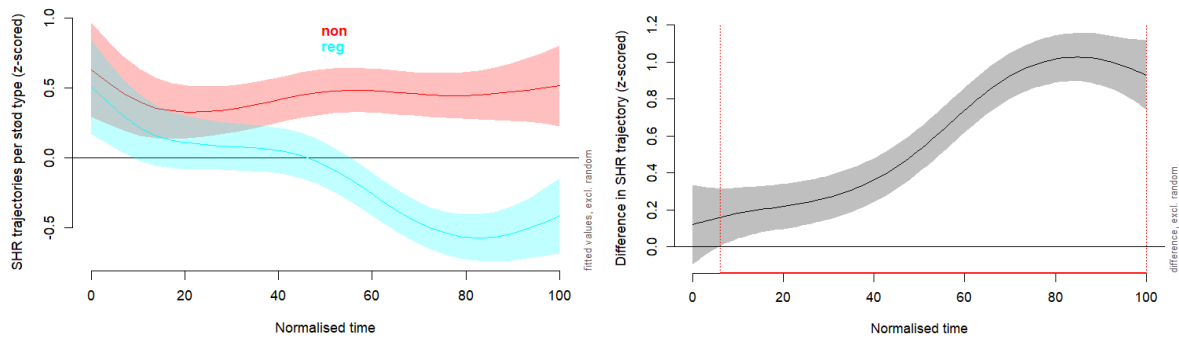 SHR trajectories per stod type (z-scored)
1.0
0.5
0.0
-0.5
non
reg
0
20
40
60
80
100
Normalised time
fitted values, excl. random
Difference in SHR trajectory (z-scored)
1.2
1.0
0.8
0.6
0.4
0.2
0.0
0
20
40
60
80
100
Normalised time
difference, excl. random